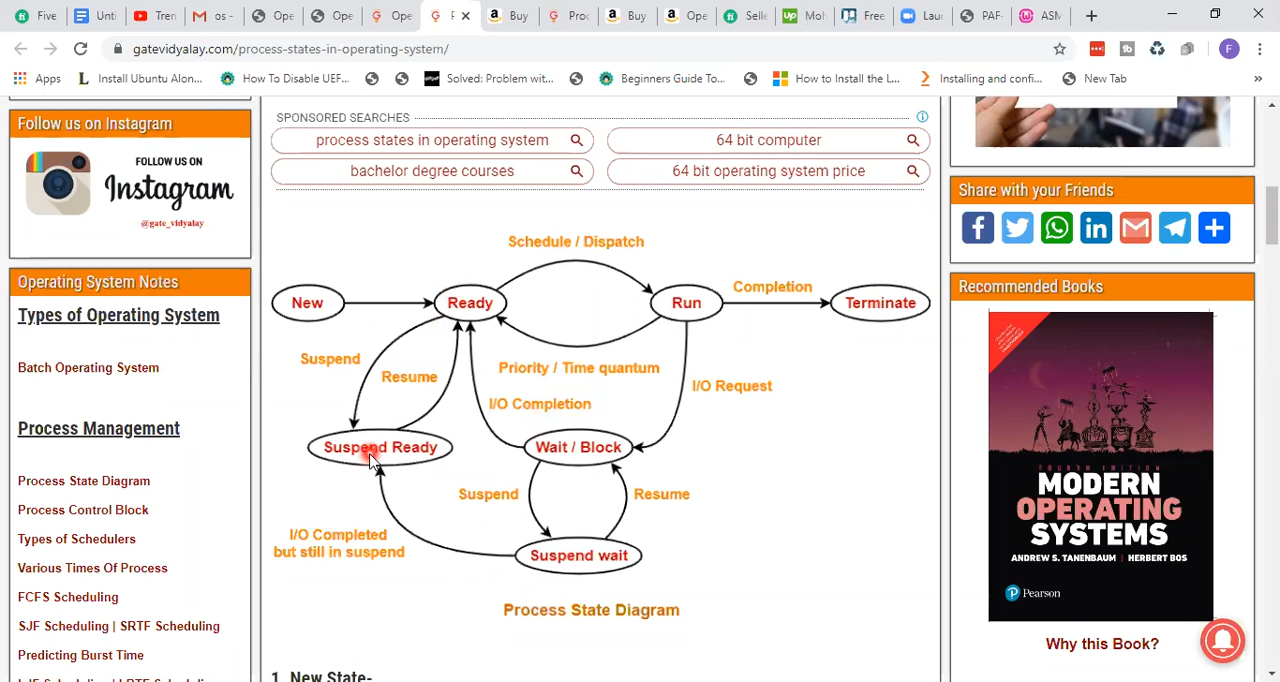 Five
Unti
Tren
os -
Ope
Ope
Ope
F
Buy
Proc
Buy
Ope
Selle
Moh
Free
Laun
PAF-
ASM
gatevidyalay.com/process-states-in-operating-system/
F
Apps
Install Ubuntu Alon...
How To Disable UEF...
Solved: Problem wit...
Beginners Guide To...
How to Install the L...
Installing and confi...
New Tab
»
Follow us on Instagram
FOLLOW US ON
Instagram
@gate_vidyalay
Operating System Notes
Types of Operating System
Batch Operating System
Process Management
Process State Diagram
Process Control Block
Types of Schedulers
Various Times Of Process
FCFS Scheduling
SJF Scheduling | SRTF Scheduling
Predicting Burst Time
SPONSORED SEARCHES
process states in operating system
64 bit computer
bachelor degree courses
64 bit operating system price
Schedule / Dispatch
New
Ready
Run
Completion
Terminate
Suspend
Resume
Priority / Time quantum
I/O Request
I/O Completion
Suspend Ready
Wait / Block
Suspend
Resume
I/O Completed
but still in suspend
Suspend wait
Process State Diagram
1. New State-
Share with your Friends
Recommended Books
FOURTH EDITION
MODERN
OPERATING
SYSTEMS
ANDREW S. TANENBAUM | HERBERT BOS
Pearson
Why this Book?